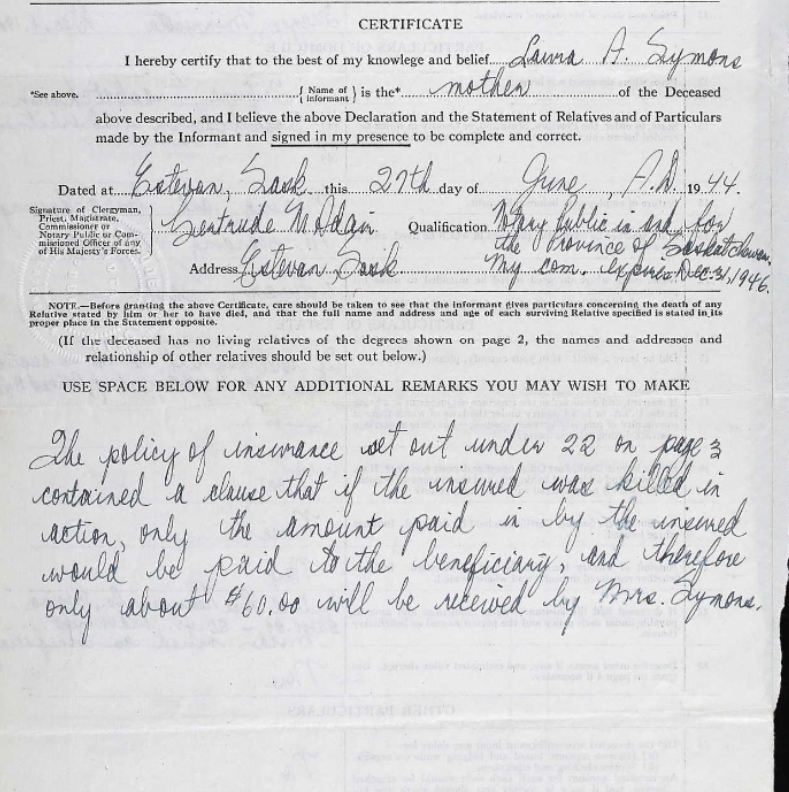 CERTIFICATE
I hereby certify that to the best of my knowlege and belief Laura A. Symons
*See above. {Name of informant} is the* mother of the Deceased
above described, and I believe the above Declaration and the Statement of Relatives and of Particulars
made by the Informant and signed in my presence to be complete and correct.
Dated at Estevan, Sask. this 27th day of June, A.D. 1944.
Signature of Clergyman,
Priest, Magistrate,
Commissioner or
Notary Public or Com-
missioned Officer of any
of His Majesty's Forces.
Gertrude McAdair
Qualification Notary Public in and for
the Province of Saskatchewan.
Address Estevan Sask
My com. expires Dec. 31, 1946.
NOTE.—Before granting the above Certificate, care should be taken to see that the informant gives particulars concerning the death of any
Relative stated by him or her to have died, and that the full name and address and age of each surviving Relative specified is stated in its
proper place in the Statement opposite.
(If the deceased has no living relatives of the degrees shown on page 2, the names and addresses and
relationship of other relatives should be set out below.)
USE SPACE BELOW FOR ANY ADDITIONAL REMARKS YOU MAY WISH TO MAKE
The policy of insurance set out under 22 on page 3
contained a clause that if the insured was killed in
action, only the amount paid in by the insured
would be paid to the beneficiary, and therefore
only about $60.00 will be received by Mrs. Symons.